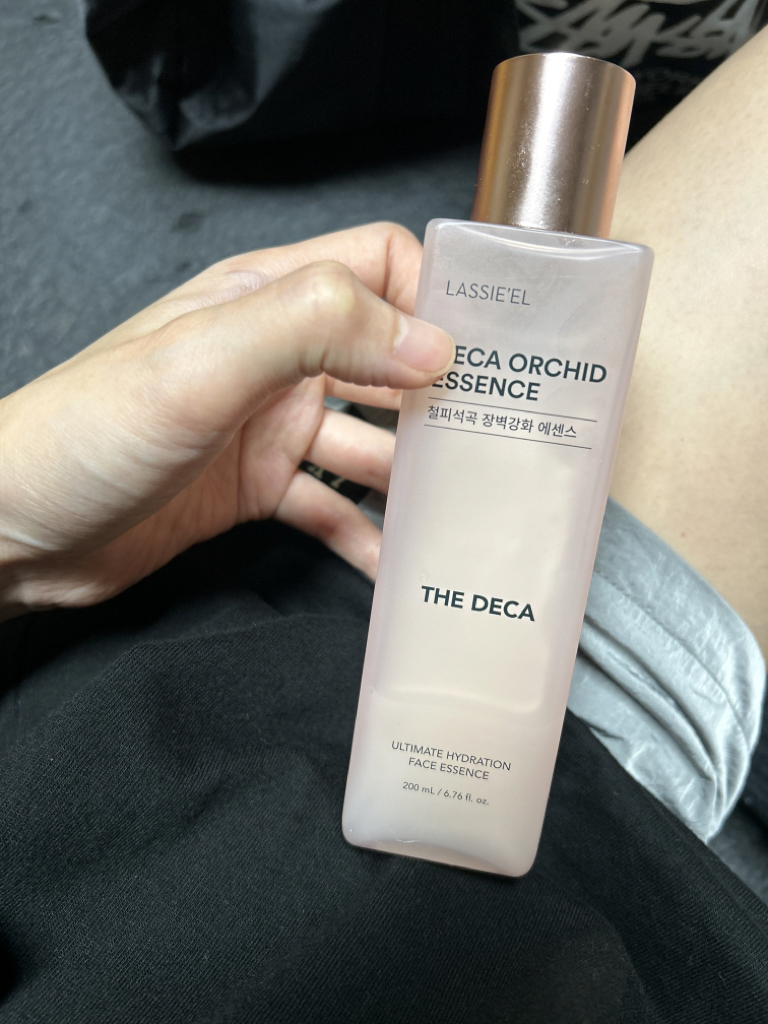 LASSIE'EL
DECA ORCHID
ESSENCE
철피석곡 장벽강화 에센스
THE DECA
ULTIMATE HYDRATION
FACE ESSENCE
200 mL / 6.76 fl. oz.